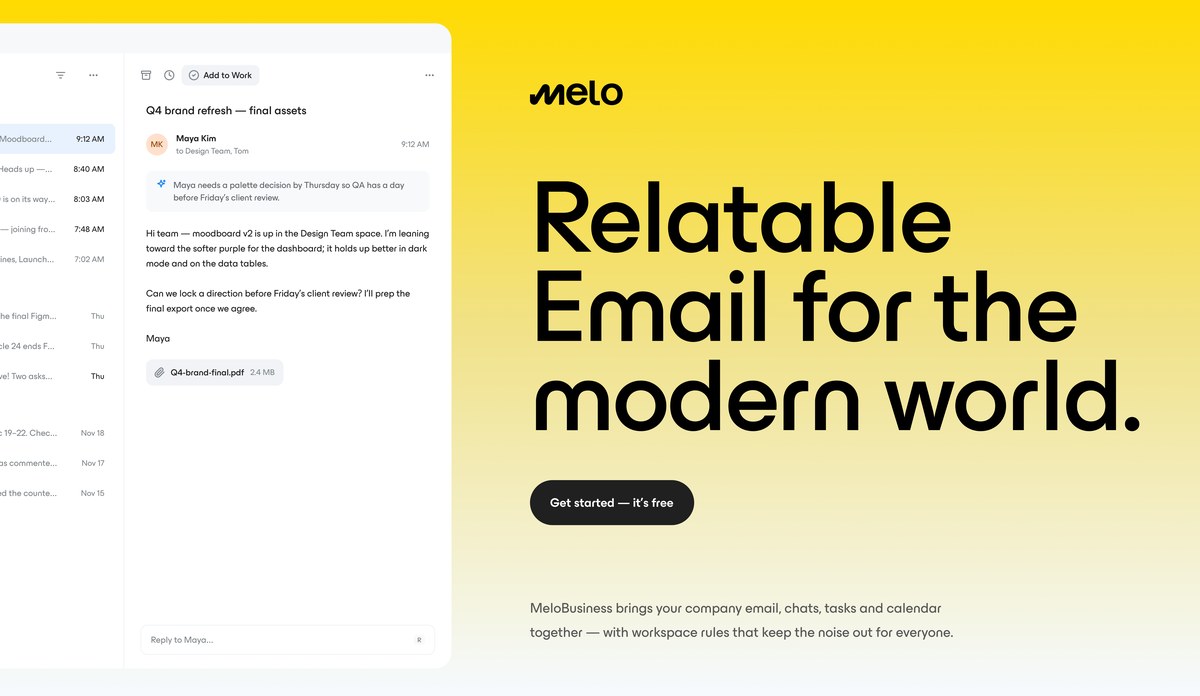 Add to Work
Q4 brand refresh — final assets
Moodboard... 9:12 AM
MK
Maya Kim
to Design Team, Tom
9:12 AM
Heads up —... 8:40 AM
Maya needs a palette decision by Thursday so QA has a day
before Friday's client review.
is on its way... 8:03 AM
— joining fro... 7:48 AM
Hi team — moodboard v2 is up in the Design Team space. I'm leaning
toward the softer purple for the dashboard; it holds up better in dark
mode and on the data tables.
Launch... 7:02 AM
Can we lock a direction before Friday's client review? I'll prep the
final export once we agree.
he final Figm... Thu
Maya
24 ends F... Thu
Q4-brand-final.pdf 2.4 MB
Two asks... Thu
19–22. Chec... Nov 18
as commente... Nov 17
the counte... Nov 15
Reply to Maya...
R
melo
Relatable
Email for the
modern world.
Get started — it's free
MeloBusiness brings your company email, chats, tasks and calendar
together — with workspace rules that keep the noise out for everyone.